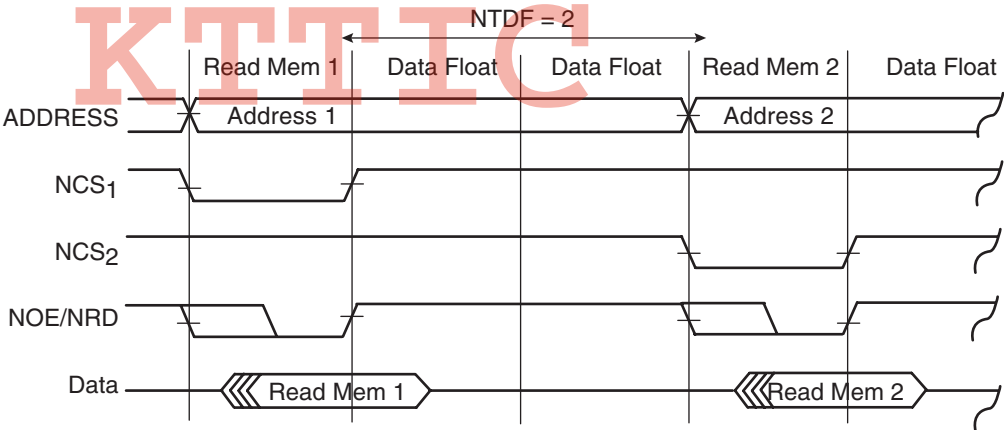 KTTIC
NTDF = 2
Read Mem 1 Data Float Data Float Read Mem 2 Data Float
ADDRESS Address 1 Address 2
NCS1
NCS2
NOE/NRD
Data Read Mem 1 Read Mem 2